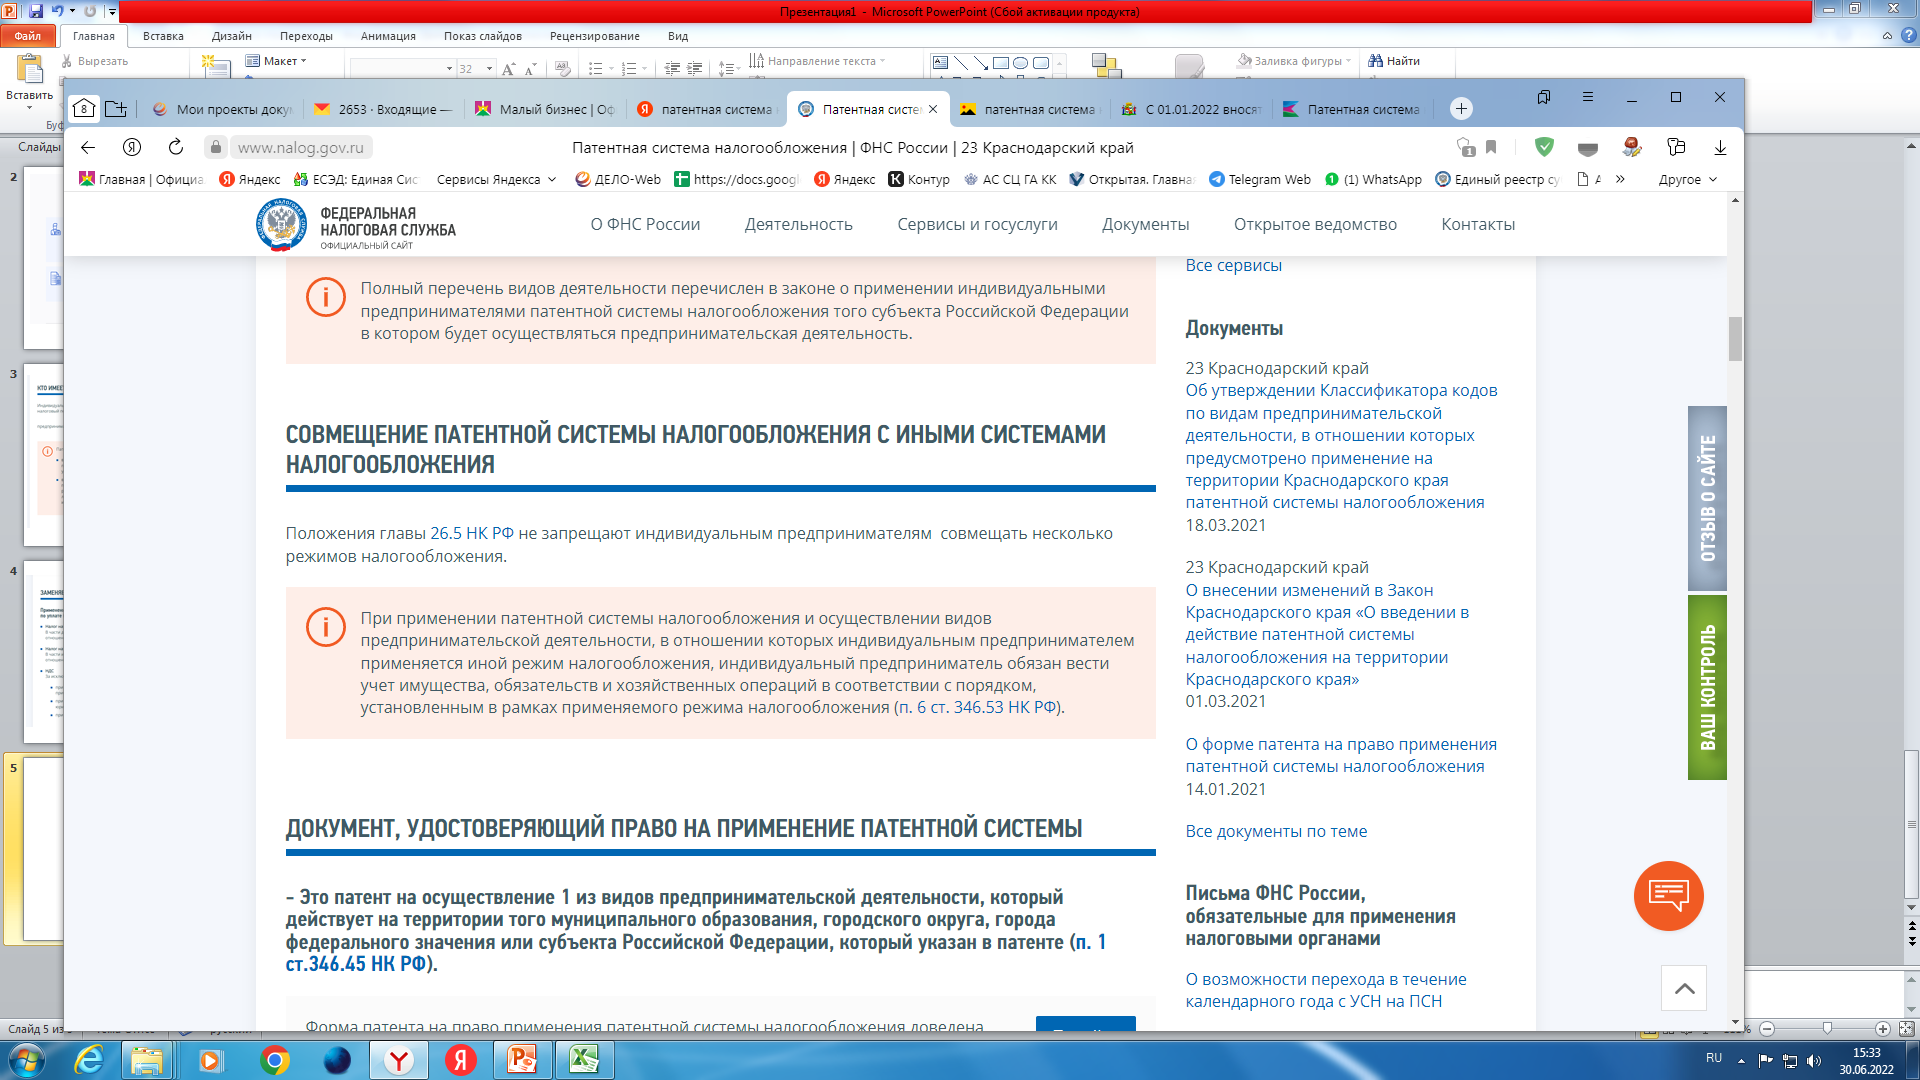 Презентация1 - Microsoft PowerPoint (Сбой активации продукта)
Файл Главная Вставка Дизайн Переходы Анимация Показ слайдов Рецензирование Вид
Вырезать Макет 32 Направление текста Заливка фигуры Найти
Вставить
Слайды
2
3
4
5
Мои проекты доку
2653 · Входящие —
Малый бизнес | Оф
патентная система
Патентная систе
патентная система
С 01.01.2022 вносят
Патентная система
www.nalog.gov.ru
Патентная система налогообложения | ФНС России | 23 Краснодарский край
Главная | Официа Яндекс ЕСЭД: Единая Сис Сервисы Яндекса ДЕЛО-Web https://docs.googl Яндекс Контур АС СЦ ГА КК Открытая. Главна Telegram Web (1) WhatsApp Единый реестр су Другое
ФЕДЕРАЛЬНАЯ
НАЛОГОВАЯ СЛУЖБА
ОФИЦИАЛЬНЫЙ САЙТ
О ФНС России Деятельность Сервисы и госуслуги Документы Открытое ведомство Контакты
Полный перечень видов деятельности перечислен в законе о применении индивидуальными
предпринимателями патентной системы налогообложения того субъекта Российской Федерации
в котором будет осуществляться предпринимательская деятельность.
СОВМЕЩЕНИЕ ПАТЕНТНОЙ СИСТЕМЫ НАЛОГООБЛОЖЕНИЯ С ИНЫМИ СИСТЕМАМИ
НАЛОГООБЛОЖЕНИЯ
Положения главы 26.5 НК РФ не запрещают индивидуальным предпринимателям совмещать несколько
режимов налогообложения.
При применении патентной системы налогообложения и осуществлении видов
предпринимательской деятельности, в отношении которых индивидуальным предпринимателем
применяется иной режим налогообложения, индивидуальный предприниматель обязан вести
учет имущества, обязательств и хозяйственных операций в соответствии с порядком,
установленным в рамках применяемого режима налогообложения (п. 6 ст. 346.53 НК РФ).
ДОКУМЕНТ, УДОСТОВЕРЯЮЩИЙ ПРАВО НА ПРИМЕНЕНИЕ ПАТЕНТНОЙ СИСТЕМЫ
- Это патент на осуществление 1 из видов предпринимательской деятельности, который
действует на территории того муниципального образования, городского округа, города
федерального значения или субъекта Российской Федерации, который указан в патенте (п. 1
ст.346.45 НК РФ).
Форма патента на право применения патентной системы налогообложения доведена
Все сервисы
Документы
23 Краснодарский край
Об утверждении Классификатора кодов
по видам предпринимательской
деятельности, в отношении которых
предусмотрено применение на
территории Краснодарского края
патентной системы налогообложения
18.03.2021
23 Краснодарский край
О внесении изменений в Закон
Краснодарского края «О введении в
действие патентной системы
налогообложения на территории
Краснодарского края»
01.03.2021
О форме патента на право применения
патентной системы налогообложения
14.01.2021
Все документы по теме
Письма ФНС России,
обязательные для применения
налоговыми органами
О возможности перехода в течение
календарного года с УСН на ПСН
ОТЗЫВ О САЙТЕ
ВАШ КОНТРОЛЬ
Слайд 5 из
RU
15:33
30.06.2022